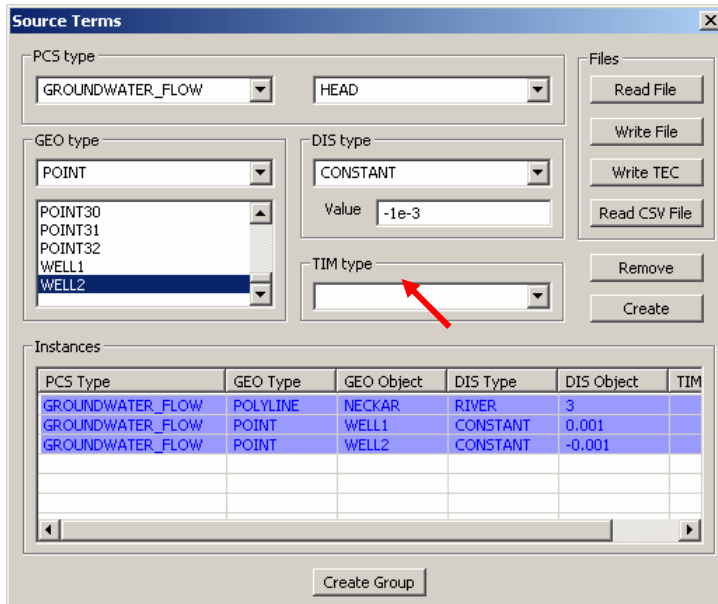 Source Terms
PCS type
GROUNDWATER_FLOW
HEAD
Files
Read File
Write File
Write TEC
Read CSV File
GEO type
POINT
POINT30
POINT31
POINT32
WELL1
WELL2
DIS type
CONSTANT
Value -1e-3
TIM type
Remove
Create
Instances
PCS Type GEO Type GEO Object DIS Type DIS Object TIM
GROUNDWATER_FLOW POLYLINE NECKAR RIVER 3
GROUNDWATER_FLOW POINT WELL1 CONSTANT 0.001
GROUNDWATER_FLOW POINT WELL2 CONSTANT -0.001
Create Group